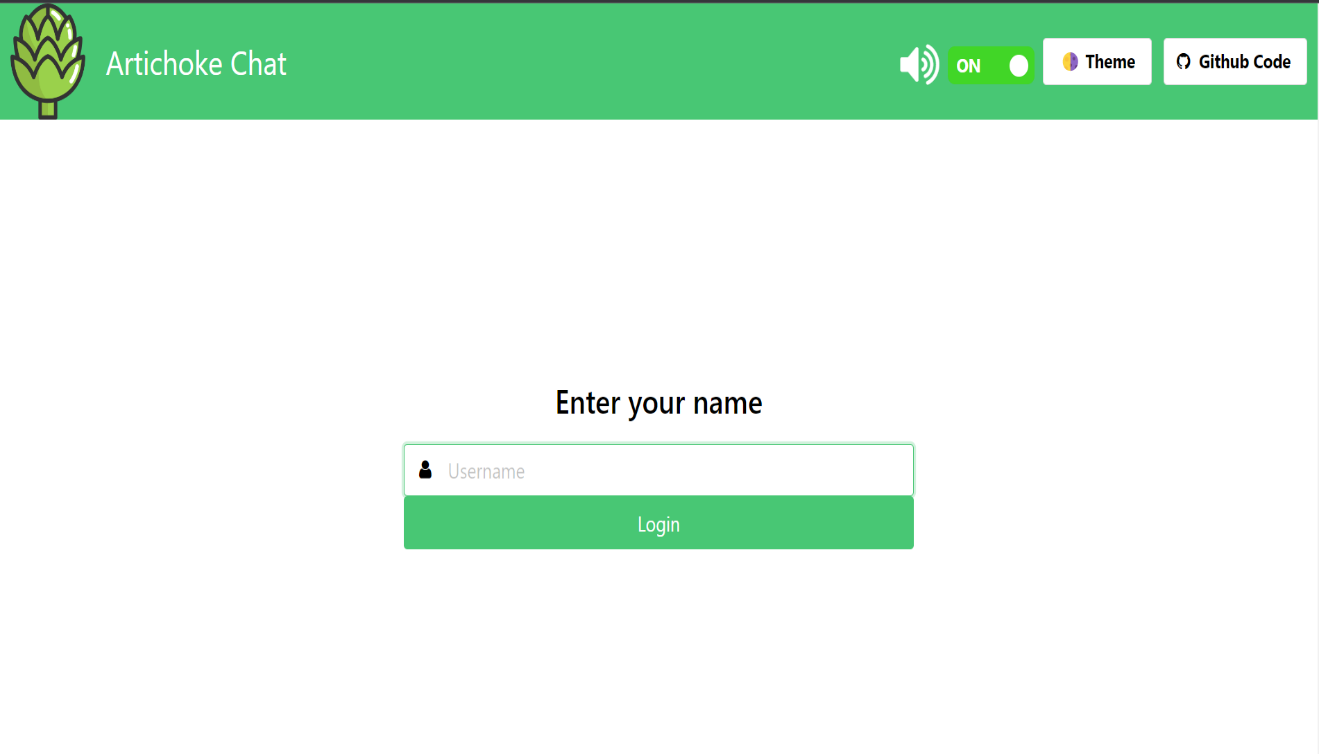 Artichoke Chat
ON
Theme
Github Code
Enter your name
Username
Login